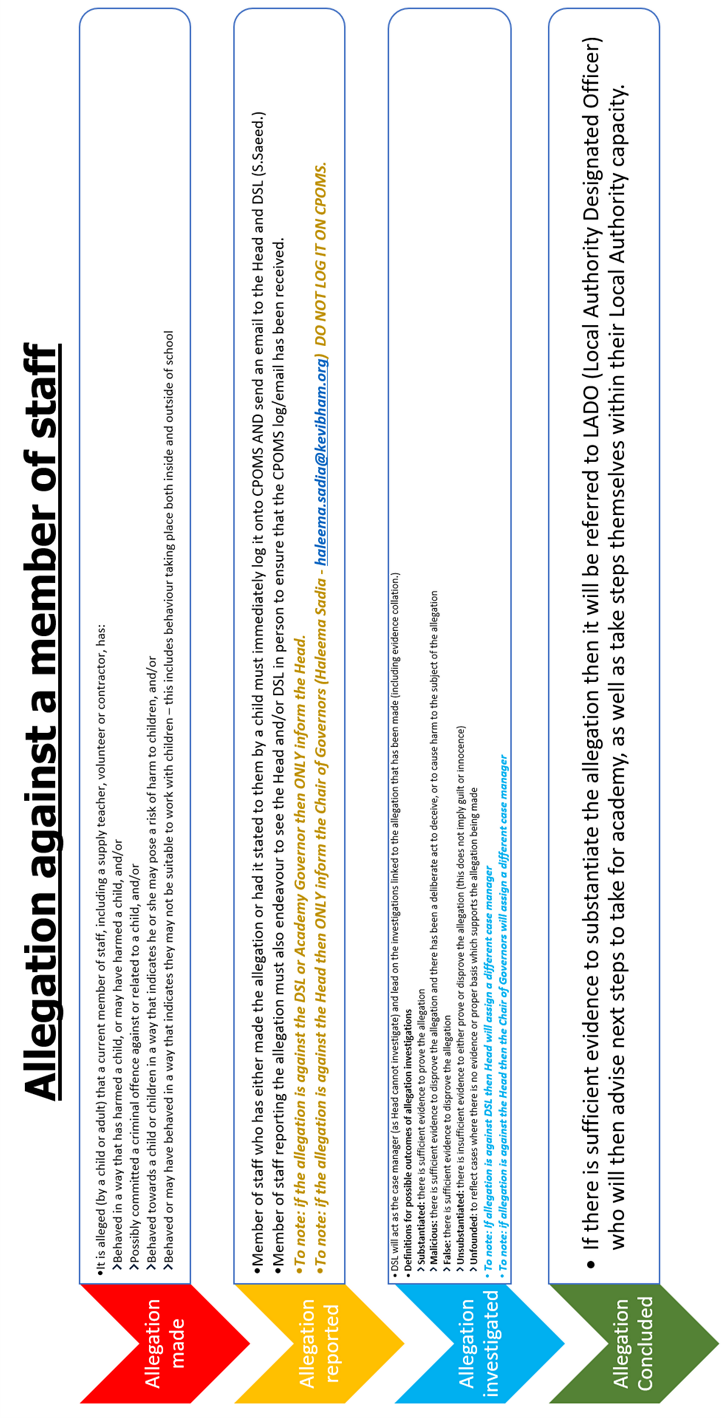 Allegation against a member of staff
Allegation
made
•It is alleged (by a child or adult) that a current member of staff, including a supply teacher, volunteer or contractor, has:
›Behaved in a way that has harmed a child, or may have harmed a child, and/or
›Possibly committed a criminal offence against or related to a child, and/or
›Behaved towards a child or children in a way that indicates he or she may pose a risk of harm to children, and/or
›Behaved or may have behaved in a way that indicates they may not be suitable to work with children – this includes behaviour taking place both inside and outside of school
Allegation
reported
•Member of staff who has either made the allegation or had it stated to them by a child must immediately log it onto CPOMS AND send an email to the Head and DSL (S.Saeed.)
•Member of staff reporting the allegation must also endeavour to see the Head and/or DSL in person to ensure that the CPOMS log/email has been received.
•To note: if the allegation is against the DSL or Academy Governor then ONLY inform the Head.
•To note: if the allegation is against the Head then ONLY inform the Chair of Governors (Haleema Sadia - haleema.sadia@kevibham.org) DO NOT LOG IT ON CPOMS.
Allegation
investigated
• DSL will act as the case manager (as Head cannot investigate) and lead on the investigations linked to the allegation that has been made (including evidence collation.)
• Definitions for possible outcomes of allegation investigations
› Substantiated: there is sufficient evidence to prove the allegation
› Malicious: there is sufficient evidence to disprove the allegation and there has been a deliberate act to deceive, or to cause harm to the subject of the allegation
› False: there is sufficient evidence to disprove the allegation
› Unsubstantiated: there is insufficient evidence to either prove or disprove the allegation (this does not imply guilt or innocence)
› Unfounded: to reflect cases where there is no evidence or proper basis which supports the allegation being made
• To note: If allegation is against DSL then Head will assign a different case manager
• To note: if allegation is against the Head then the Chair of Governors will assign a different case manager
Allegation
Concluded
• If there is sufficient evidence to substantiate the allegation then it will be referred to LADO (Local Authority Designated Officer)
who will then advise next steps to take for academy, as well as take steps themselves within their Local Authority capacity.